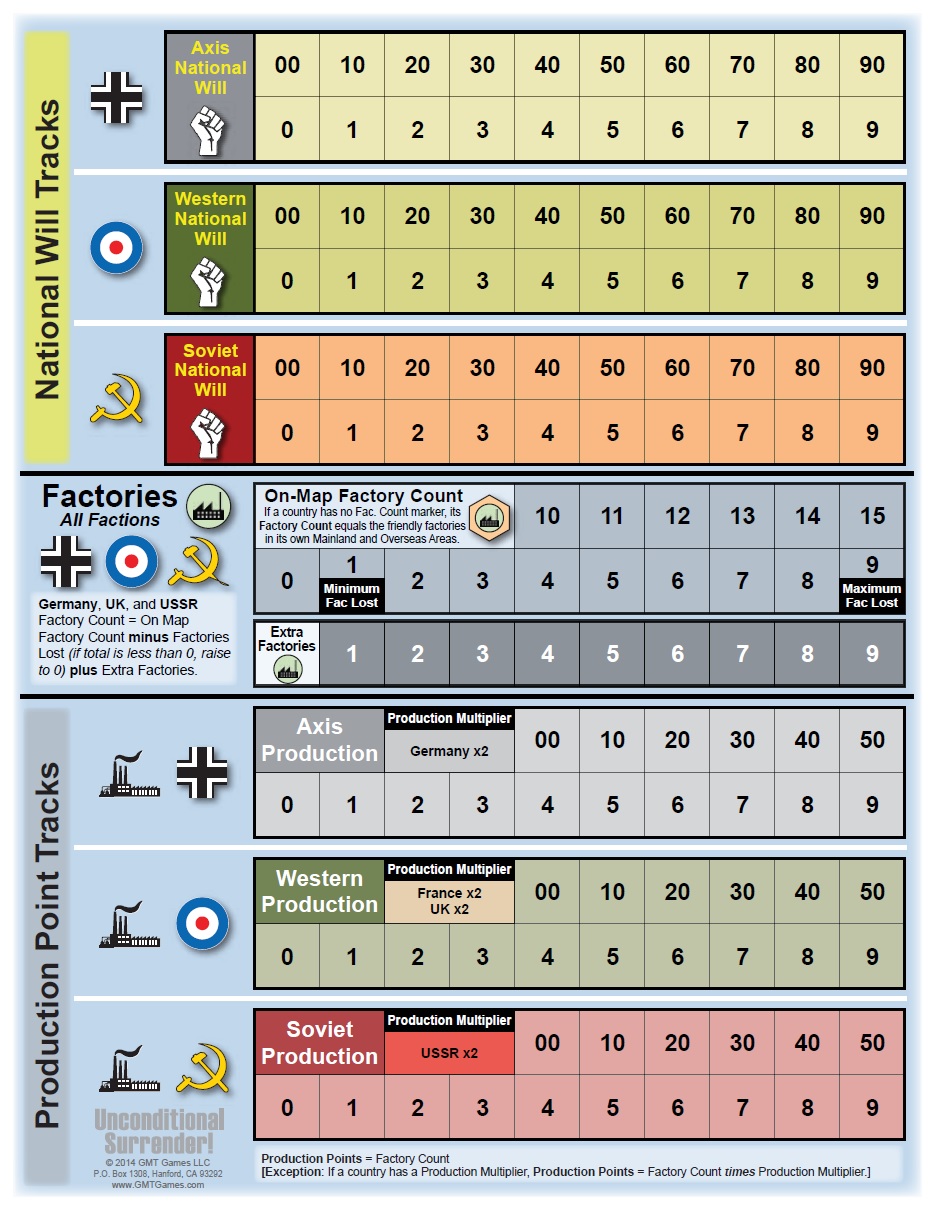 National Will Tracks
Axis
National
Will
00 10 20 30 40 50 60 70 80 90
0 1 2 3 4 5 6 7 8 9
Western
National
Will
00 10 20 30 40 50 60 70 80 90
0 1 2 3 4 5 6 7 8 9
Soviet
National
Will
00 10 20 30 40 50 60 70 80 90
0 1 2 3 4 5 6 7 8 9
Factories
All Factions
Germany, UK, and USSR
Factory Count = On Map
Factory Count minus Factories
Lost (if total is less than 0, raise
to 0) plus Extra Factories.
On-Map Factory Count
If a country has no Fac. Count marker, its
Factory Count equals the friendly factories
in its own Mainland and Overseas Areas.
10 11 12 13 14 15
0 1 2 3 4 5 6 7 8 9
Minimum
Fac Lost
Maximum
Fac Lost
Extra
Factories
1 2 3 4 5 6 7 8 9
Production Point Tracks
Axis
Production
Production Multiplier
Germany x2
00 10 20 30 40 50
0 1 2 3 4 5 6 7 8 9
Western
Production
Production Multiplier
France x2
UK x2
00 10 20 30 40 50
0 1 2 3 4 5 6 7 8 9
Soviet
Production
Production Multiplier
USSR x2
00 10 20 30 40 50
0 1 2 3 4 5 6 7 8 9
Unconditional
Surrender!
© 2014 GMT Games LLC
P.O. Box 1308, Hanford, CA 93292
www.GMTGames.com
Production Points = Factory Count
[Exception: If a country has a Production Multiplier, Production Points = Factory Count times Production Multiplier.]